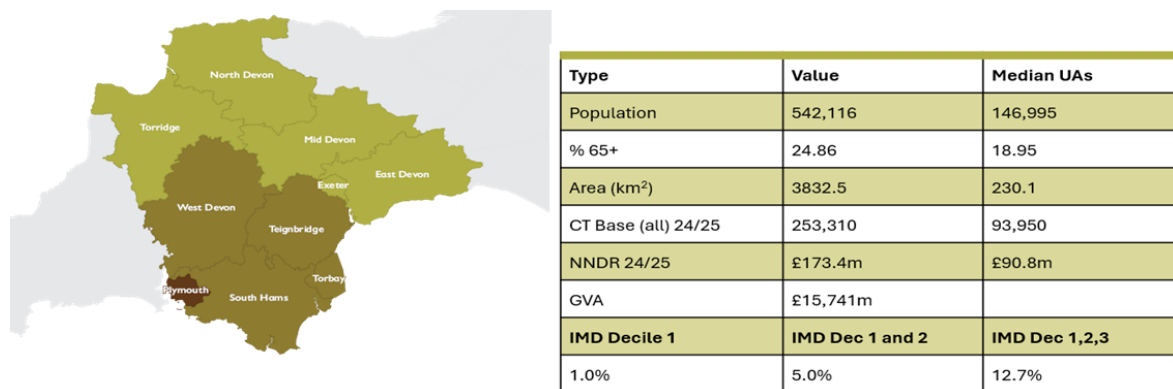 North Devon
Torridge
Mid Devon
East Devon
Exeter
West Devon
Teignbridge
Torbay
Plymouth
South Hams
Type Value Median UAs
Population 542,116 146,995
% 65+ 24.86 18.95
Area (km²) 3832.5 230.1
CT Base (all) 24/25 253,310 93,950
NNDR 24/25 £173.4m £90.8m
GVA £15,741m
IMD Decile 1 IMD Dec 1 and 2 IMD Dec 1,2,3
1.0% 5.0% 12.7%